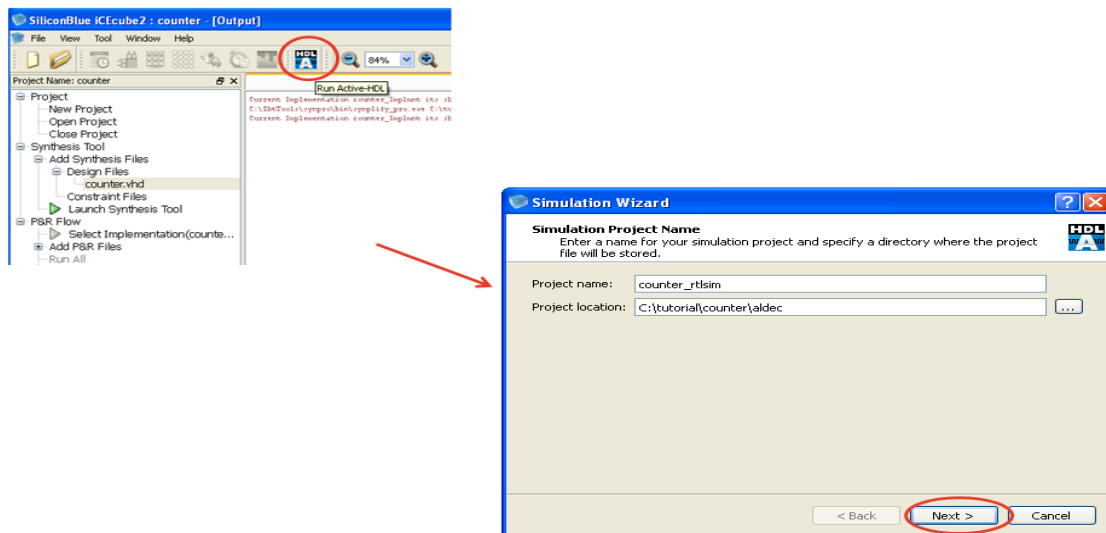 SiliconBlue iCEcube2 : counter - [Output]
File View Tool Window Help
HDL
84%
Project Name: counter
Run Active-HDL
Project
New Project
Open Project
Close Project
Synthesis Tool
Add Synthesis Files
Design Files
counter.vhd
Constraint Files
Launch Synthesis Tool
P&R Flow
Select Implementation(counte...
Add P&R Files
Run All
Current Implementation counter_Implmnt its sb
C:\SbtTools\synpro\bin\synplify_pro.exe C:\tu
Current Implementation counter_Implmnt its sb
Simulation Wizard
Simulation Project Name
Enter a name for your simulation project and specify a directory where the project
file will be stored.
HDL
Project name: counter_rtlsim
Project location: C:\tutorial\counter\aldec
...
< Back Next > Cancel